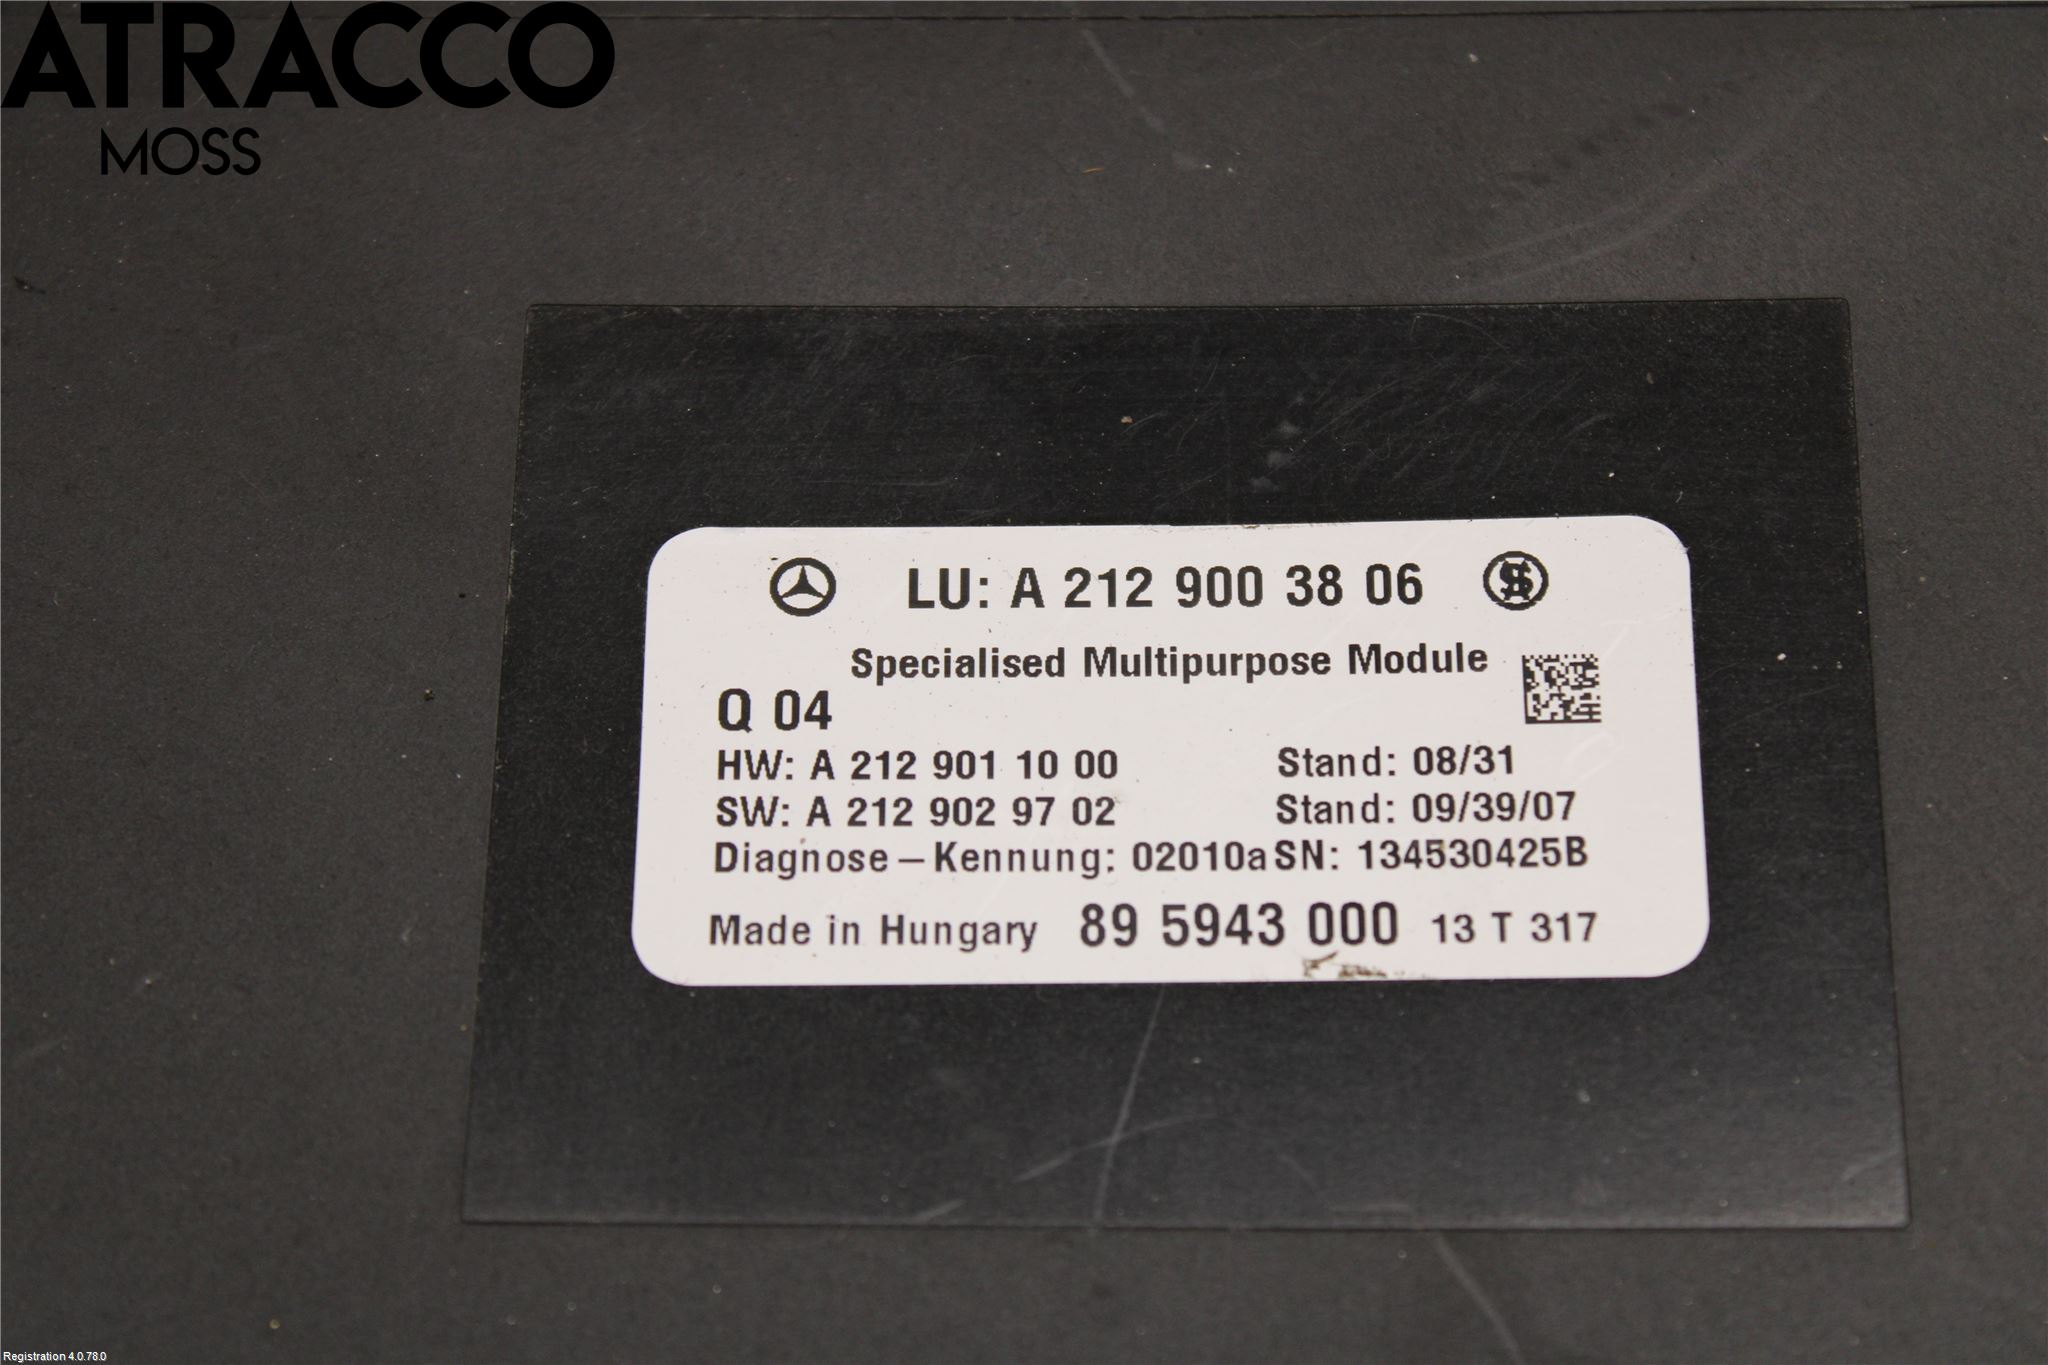 ATRACCO
MOSS
LU: A 212 900 38 06
Specialised Multipurpose Module
Q 04
HW: A 212 901 10 00 Stand: 08/31
SW: A 212 902 97 02 Stand: 09/39/07
Diagnose-Kennung: 02010a SN: 134530425B
Made in Hungary 89 5943 000 13 T 317
Registration 4.0.78.0